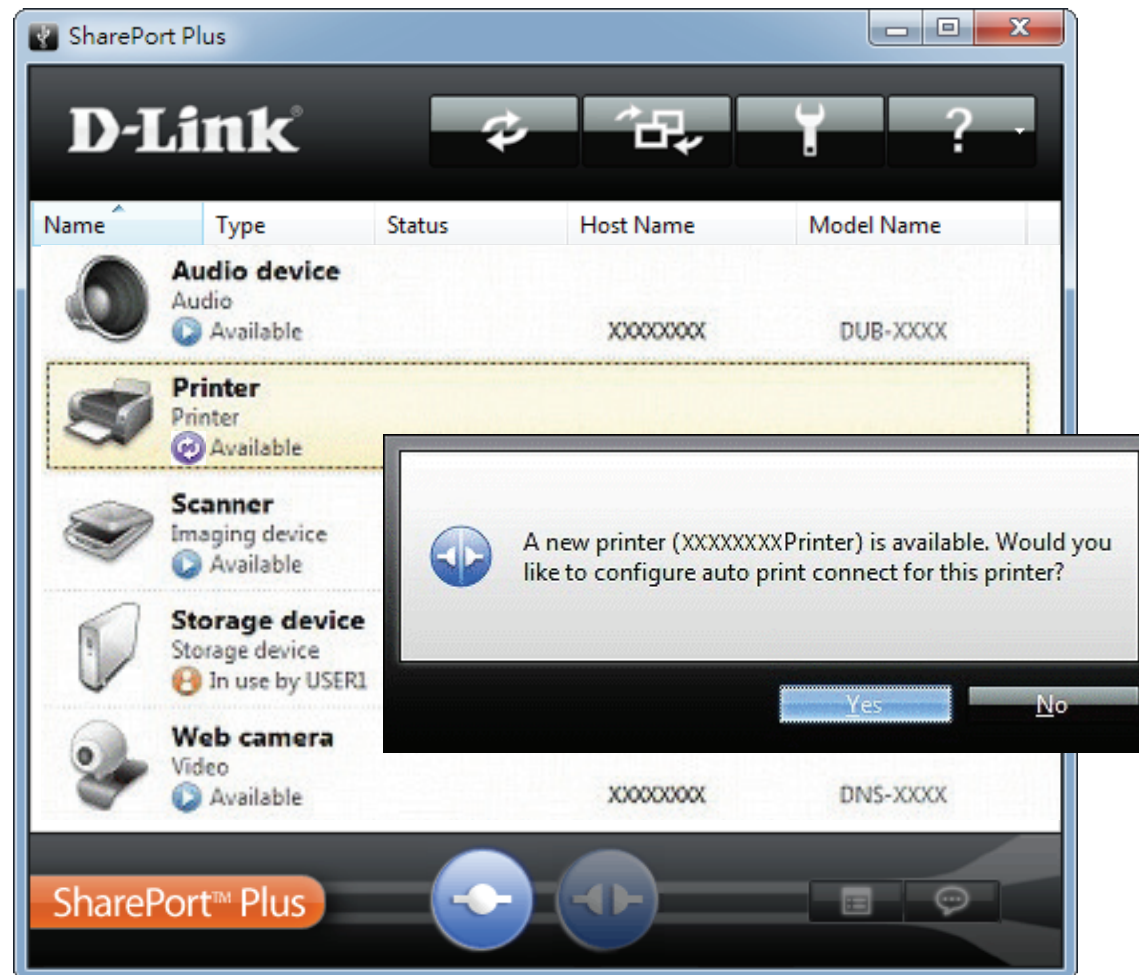 SharePort Plus
D-Link®
?
Name Type Status Host Name Model Name
Audio device
Audio
Available XXXXXXXX DUB-XXXX
Printer
Printer
Available
A new printer (XXXXXXXXPrinter) is available. Would you
like to configure auto print connect for this printer?
Yes No
Scanner
Imaging device
Available
Storage device
Storage device
In use by USER1
Web camera
Video
Available XXXXXXXX DNS-XXXX
SharePort™ Plus